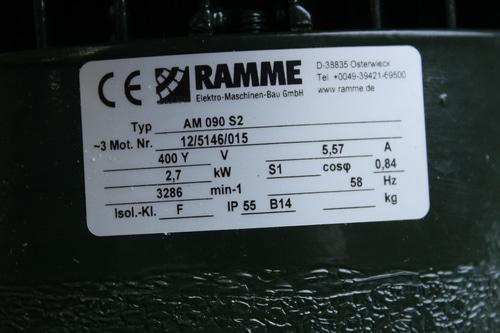 CE RAMME
Elektro-Maschinen-Bau GmbH
D-38835 Osterwieck
Tel. +0049-39421-69500
www.ramme.de
Typ AM 090 S2
~3 Mot. Nr. 12/5146/015
400 Y V 5,57 A
2,7 kW S1 cosφ 0,84
3286 min-1 58 Hz
Isol.-Kl. F IP 55 B14 kg